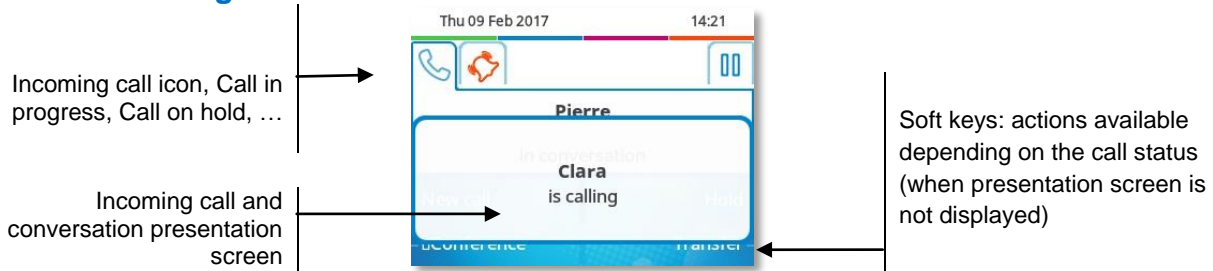 Thu 09 Feb 2017 14:21
Incoming call icon, Call in
progress, Call on hold, …
Pierre
in conversation
Clara
is calling
New call
Hold
Conference
Transfer
Incoming call and
conversation presentation
screen
Soft keys: actions available
depending on the call status
(when presentation screen is
not displayed)